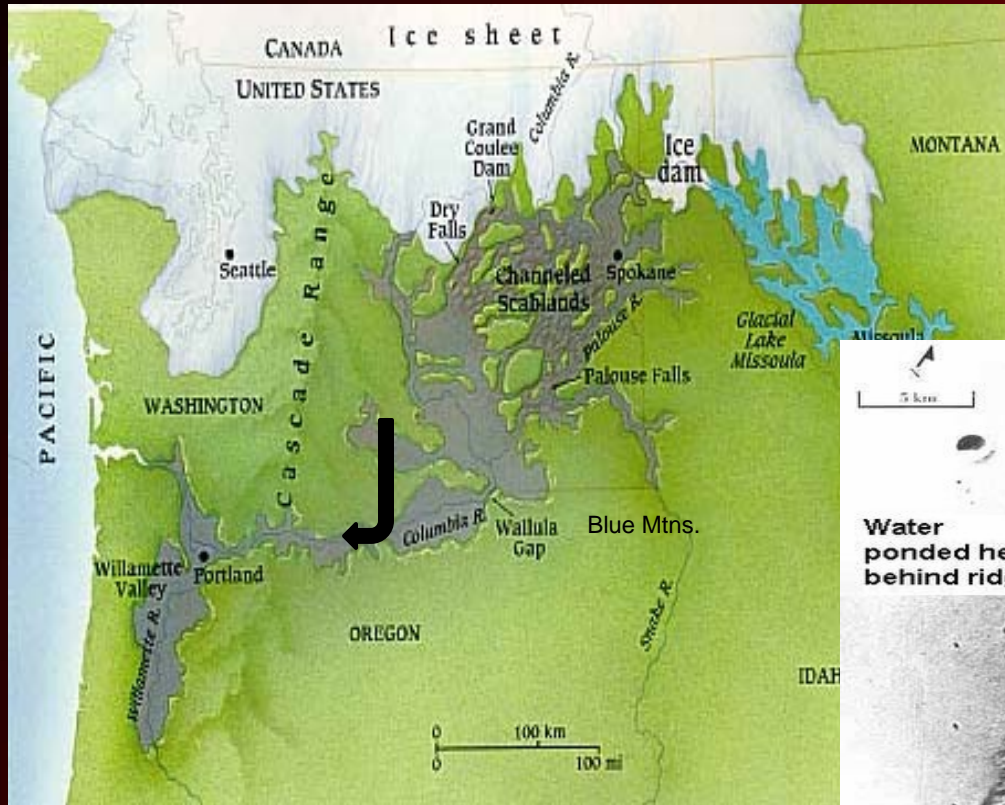 Ice sheet
CANADA
UNITED STATES
Columbia R.
Grand
Coulee
Dam
Ice
dam
MONTANA
Dry
Falls
Seattle
Cascade Range
Channeled
Scablands
Spokane
Palouse R.
Glacial
Lake
Missoula
Missoula
Palouse Falls
PACIFIC
WASHINGTON
5 km
Columbia R.
Wallula
Gap
Blue Mtns.
Water
ponded he
behind rid
Willamette
Valley
Portland
Willamette R.
OREGON
Snake R.
IDAH
0 100 km
0 100 mi